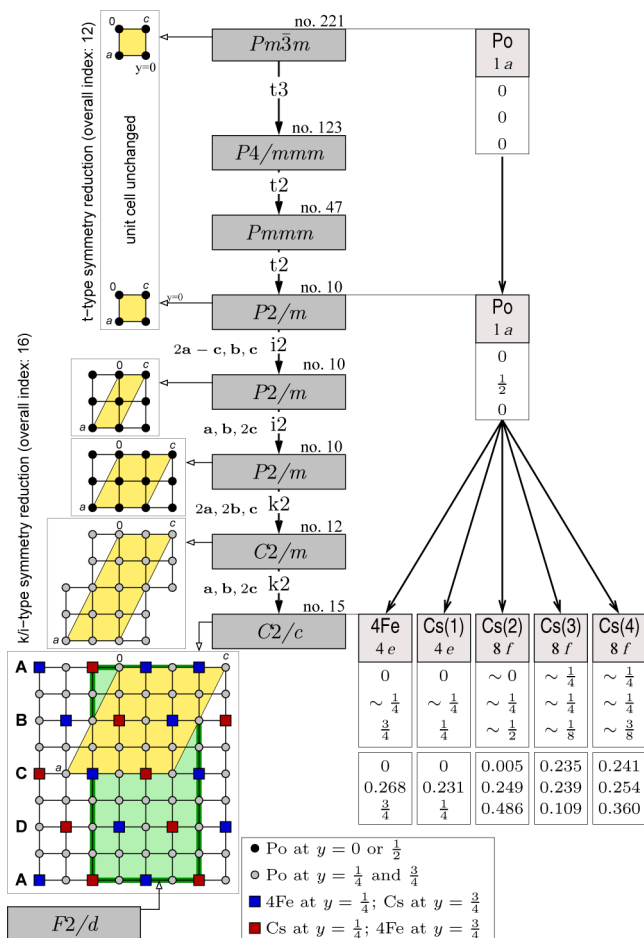 t−type symmetry reduction (overall index: 12)
0
c
a
y=0
unit cell unchanged
0
c
a
y=0
no. 221
Pm3̄m
t3
no. 123
P4/mmm
t2
no. 47
Pmmm
t2
no. 10
P2/m
2a − c, b, c
i2
no. 10
P2/m
a, b, 2c
i2
no. 10
P2/m
2a, 2b, c
k2
no. 12
C2/m
a, b, 2c
k2
no. 15
C2/c
Po
1a
0
0
0
Po
1a
0
1/2
0
k/i−type symmetry reduction (overall index: 16)
0
c
a
0
c
a
0
c
a
4Fe Cs(1) Cs(2) Cs(3) Cs(4)
4e 4e 8f 8f 8f
0 0 ∼ 0 ∼ 1/4 ∼ 1/4
∼ 1/4 ∼ 1/4 ∼ 1/4 ∼ 1/4 ∼ 1/4
3/4 1/4 ∼ 1/2 ∼ 1/8 ∼ 3/8
0 0 0.005 0.235 0.241
0.268 0.231 0.249 0.239 0.254
3/4 1/4 0.486 0.109 0.360
0
c
a
A
B
C
D
A
F2/d
Po at y = 0 or 1/2
Po at y = 1/4 and 3/4
4Fe at y = 1/4; Cs at y = 3/4
Cs at y = 1/4; 4Fe at y = 3/4